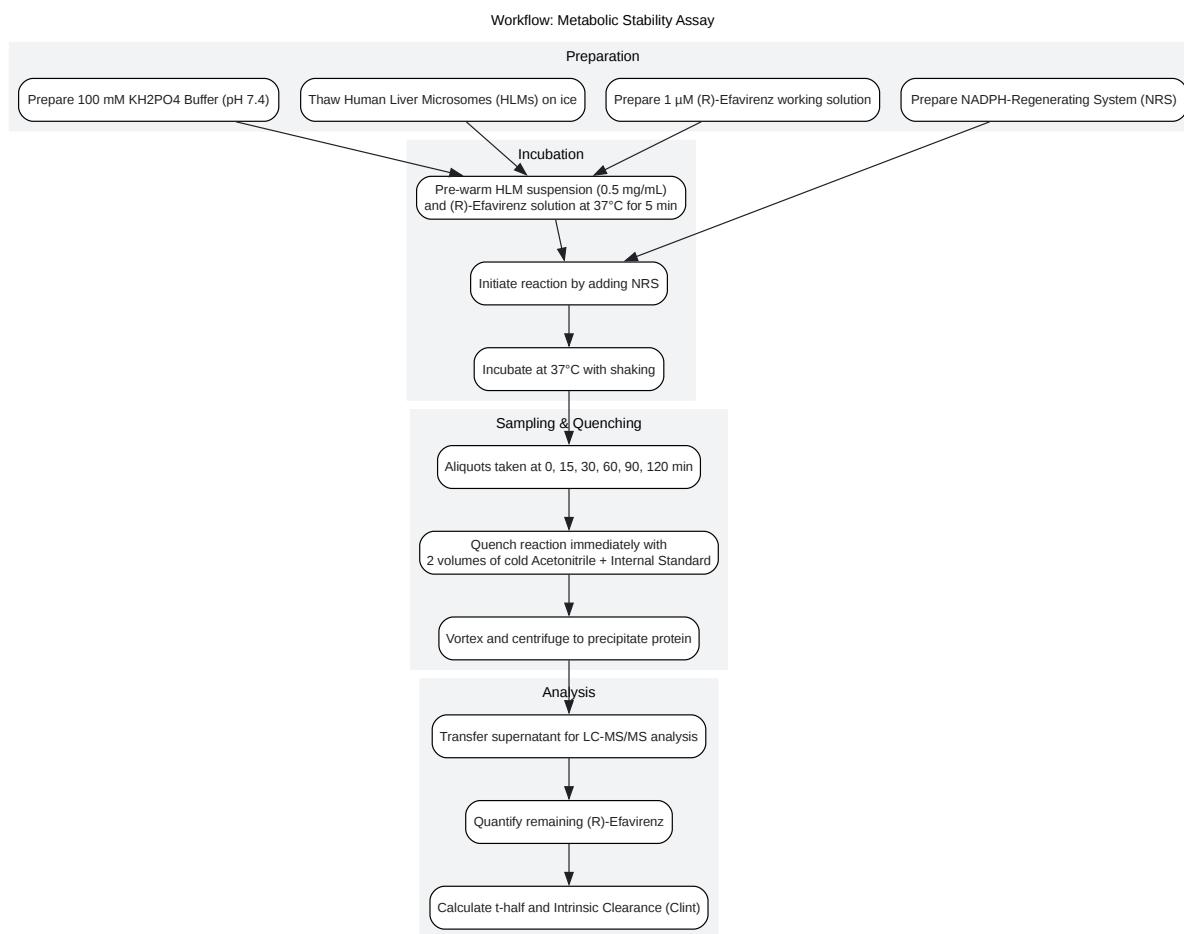 Workflow: Metabolic Stability Assay
Preparation
Prepare 100 mM KH2PO4 Buffer (pH 7.4)
Thaw Human Liver Microsomes (HLMs) on ice
Prepare 1 µM (R)-Efavirenz working solution
Prepare NADPH-Regenerating System (NRS)
Incubation
Pre-warm HLM suspension (0.5 mg/mL)
and (R)-Efavirenz solution at 37°C for 5 min
Initiate reaction by adding NRS
Incubate at 37°C with shaking
Sampling & Quenching
Aliquots taken at 0, 15, 30, 60, 90, 120 min
Quench reaction immediately with
2 volumes of cold Acetonitrile + Internal Standard
Vortex and centrifuge to precipitate protein
Analysis
Transfer supernatant for LC-MS/MS analysis
Quantify remaining (R)-Efavirenz
Calculate t-half and Intrinsic Clearance (Clint)